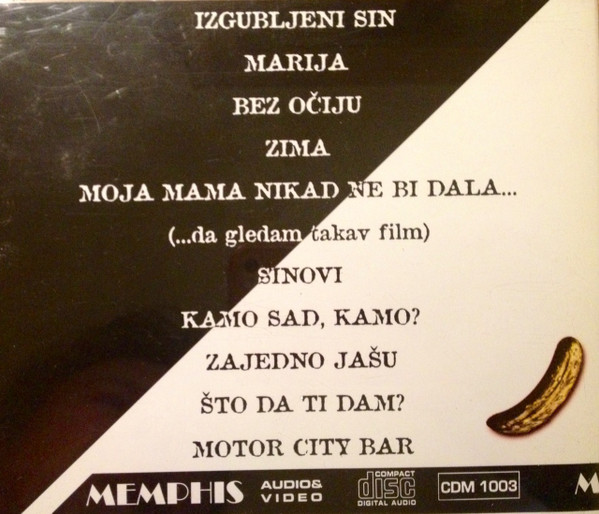 IZGUBLJENI SIN
MARIJA
BEZ OČIJU
ZIMA
MOJA MAMA NIKAD NE BI DALA...
(...da gledam takav film)
SINOVI
KAMO SAD, KAMO?
ZAJEDNO JAŠU
ŠTO DA TI DAM?
MOTOR CITY BAR
MEMPHIS AUDIO& VIDEO COMPACT disc DIGITAL AUDIO CDM 1003 M